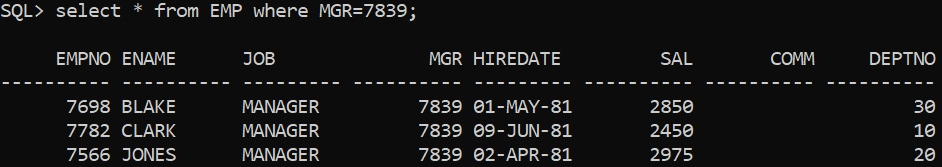 SQL> select * from EMP where MGR=7839;
     EMPNO ENAME      JOB              MGR HIREDATE         SAL       COMM     DEPTNO
---------- ---------- --------- ---------- --------- ---------- ---------- ----------
      7698 BLAKE      MANAGER         7839 01-MAY-81       2850                    30
      7782 CLARK      MANAGER         7839 09-JUN-81       2450                    10
      7566 JONES      MANAGER         7839 02-APR-81       2975                    20